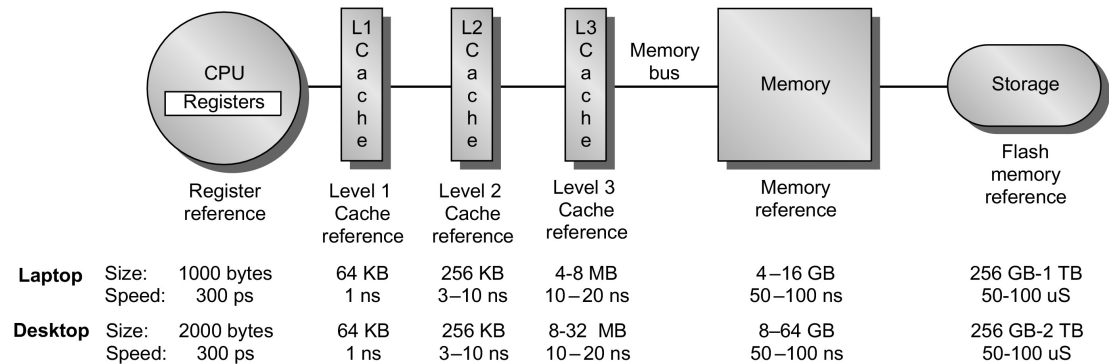 CPU
Registers
L1
C
a
c
h
e
L2
C
a
c
h
e
L3
C
a
c
h
e
Memory
bus
Memory
Storage
Register
reference
Level 1
Cache
reference
Level 2
Cache
reference
Level 3
Cache
reference
Memory
reference
Flash
memory
reference
Laptop Size: 1000 bytes 64 KB 256 KB 4-8 MB 4–16 GB 256 GB-1 TB
Speed: 300 ps 1 ns 3–10 ns 10–20 ns 50–100 ns 50-100 uS
Desktop Size: 2000 bytes 64 KB 256 KB 8-32 MB 8–64 GB 256 GB-2 TB
Speed: 300 ps 1 ns 3–10 ns 10–20 ns 50–100 ns 50-100 uS